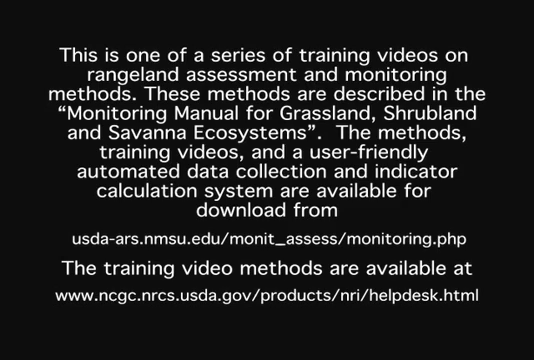 This is one of a series of training videos on
rangeland assessment and monitoring
methods. These methods are described in the
“Monitoring Manual for Grassland, Shrubland
and Savanna Ecosystems”.  The methods,
training videos, and a user-friendly
automated data collection and indicator
calculation system are available for
download from
usda-ars.nmsu.edu/monit_assess/monitoring.php
The training video methods are available at
www.ncgc.nrcs.usda.gov/products/nri/helpdesk.html